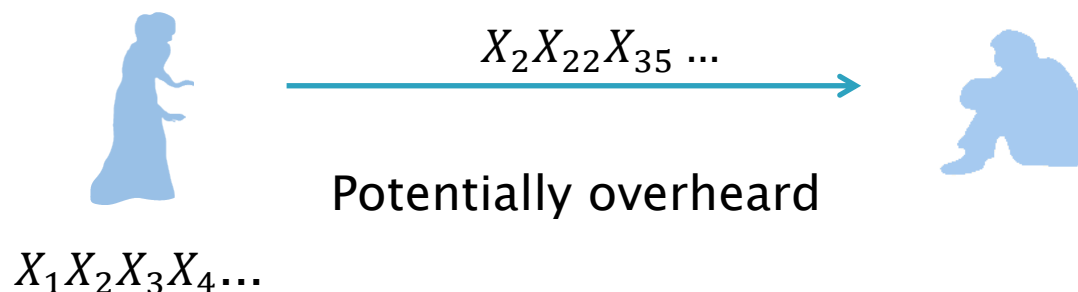 X₂X₂₂X₃₅ ...
Potentially overheard
X₁X₂X₃X₄...